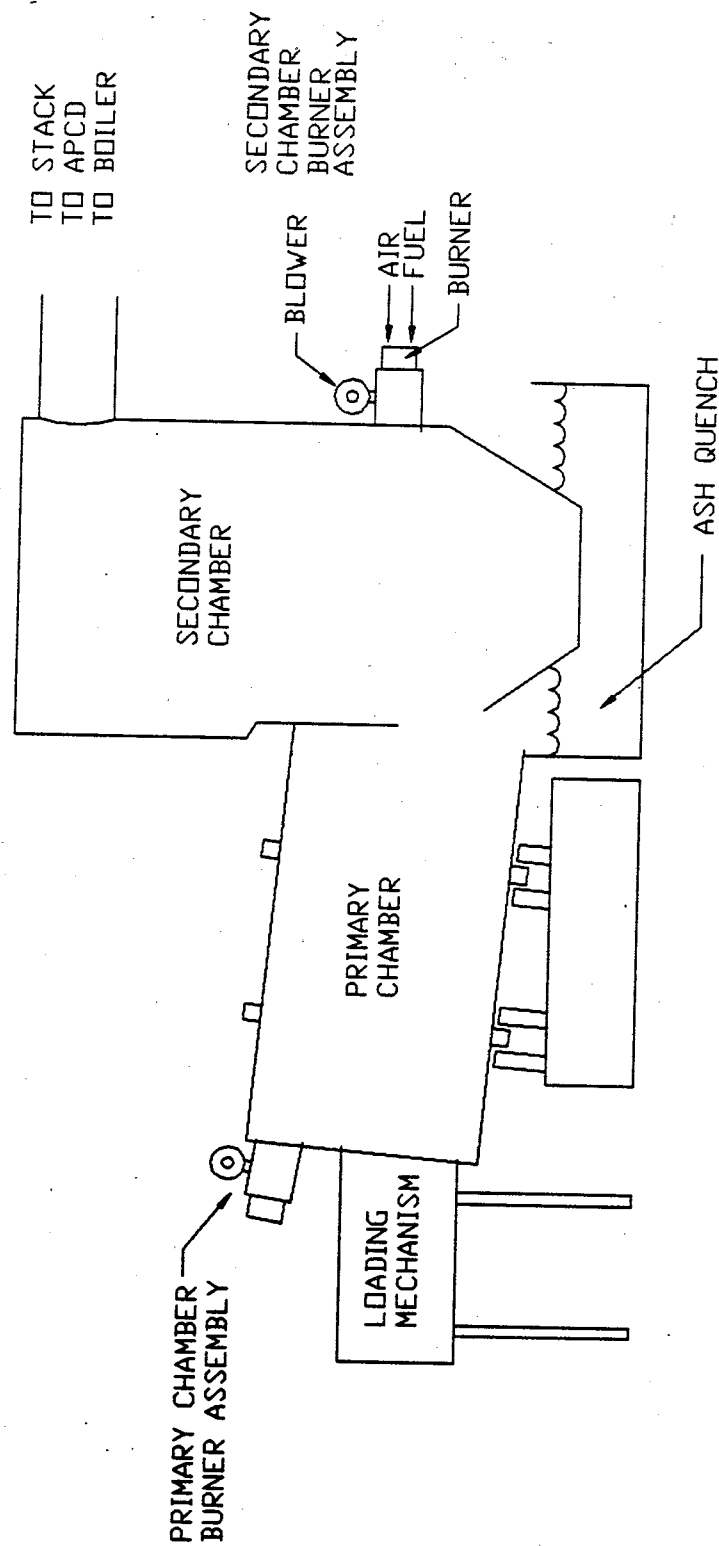 TO STACK
TO APCD
TO BOILER
SECONDARY
CHAMBER
BURNER
ASSEMBLY
BLOWER
AIR
FUEL
BURNER
SECONDARY
CHAMBER
ASH QUENCH
PRIMARY
CHAMBER
PRIMARY CHAMBER
BURNER ASSEMBLY
LOADING
MECHANISM